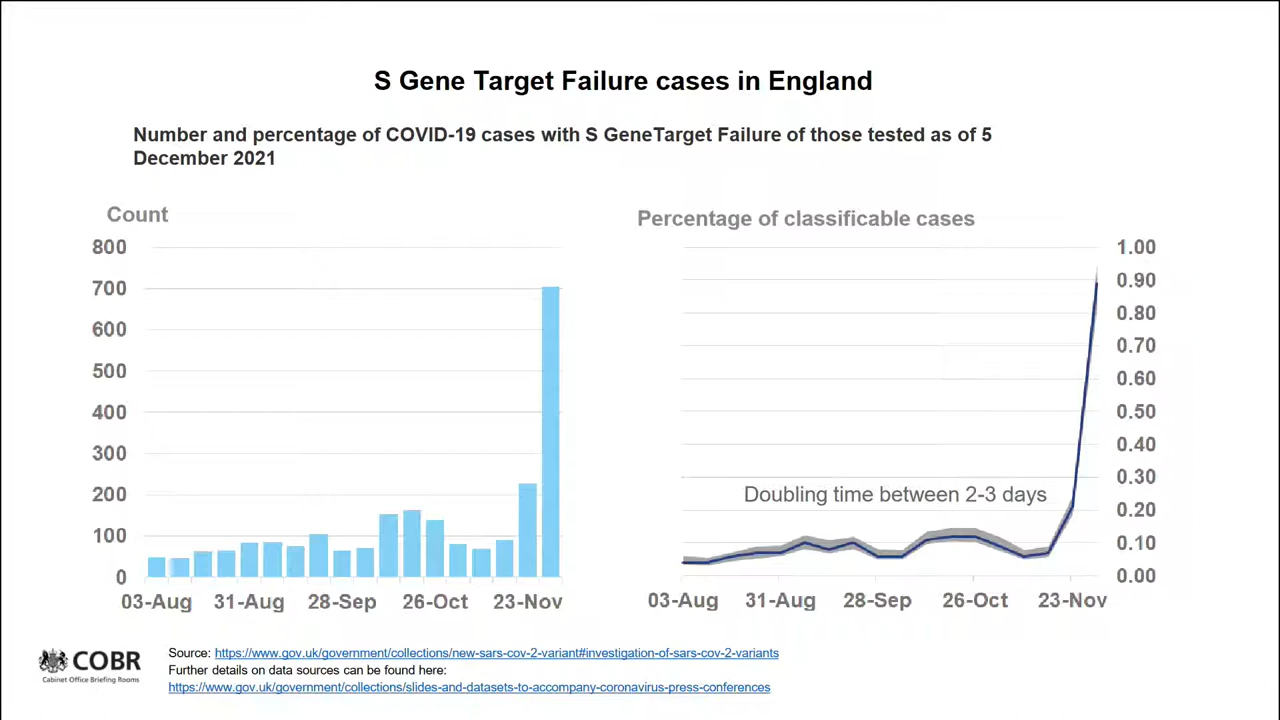 S Gene Target Failure cases in England
Number and percentage of COVID-19 cases with S GeneTarget Failure of those tested as of 5
December 2021
Count
800
700
600
500
400
300
200
100
0
03-Aug 31-Aug 28-Sep 26-Oct 23-Nov
Percentage of classificable cases
1.00
0.90
0.80
0.70
0.60
0.50
0.40
0.30
0.20
0.10
0.00
Doubling time between 2-3 days
03-Aug 31-Aug 28-Sep 26-Oct 23-Nov
COBR
Cabinet Office Briefing Rooms
Source: https://www.gov.uk/government/collections/new-sars-cov-2-variant#investigation-of-sars-cov-2-variants
Further details on data sources can be found here:
https://www.gov.uk/government/collections/slides-and-datasets-to-accompany-coronavirus-press-conferences